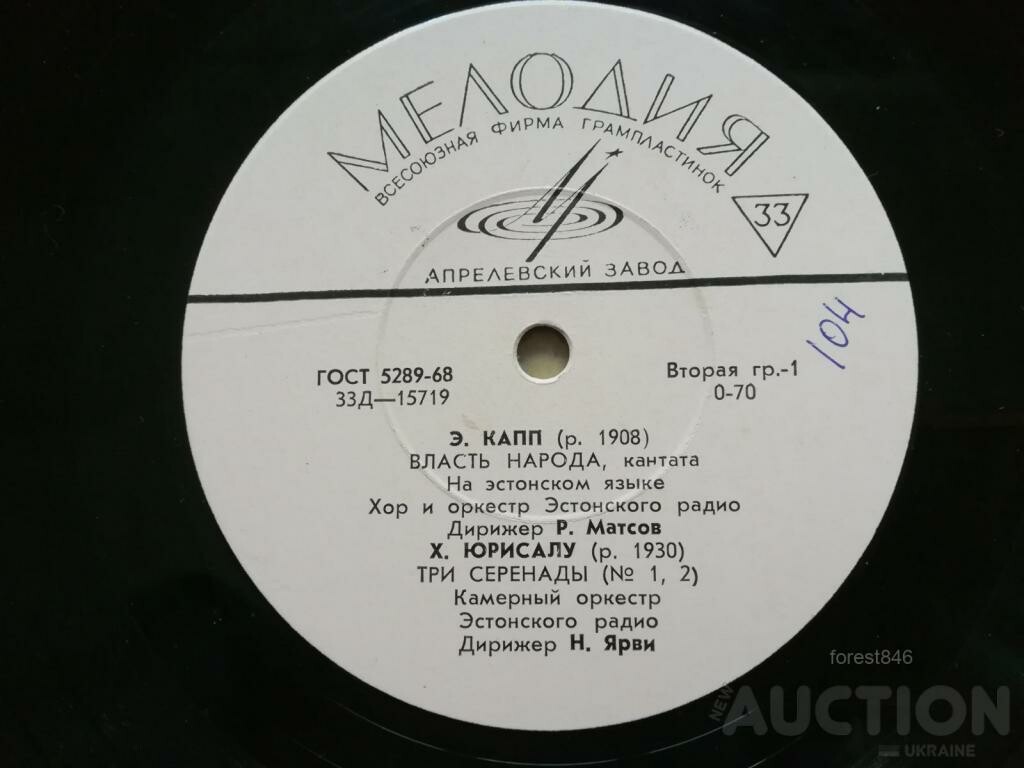 МЕЛОДИЯ
ВСЕСОЮЗНАЯ ФИРМА ГРАМПЛАСТИНОК
33
АПРЕЛЕВСКИЙ ЗАВОД
104
ГОСТ 5289-68
33Д—15719
Вторая гр.-1
0-70
Э. КАПП (р. 1908)
ВЛАСТЬ НАРОДА, кантата
На эстонском языке
Хор и оркестр Эстонского радио
Дирижер Р. Матсов
Х. ЮРИСАЛУ (р. 1930)
ТРИ СЕРЕНАДЫ (№ 1, 2)
Камерный оркестр
Эстонского радио
Дирижер Н. Ярви
forest846
NEW AUCTION
UKRAINE